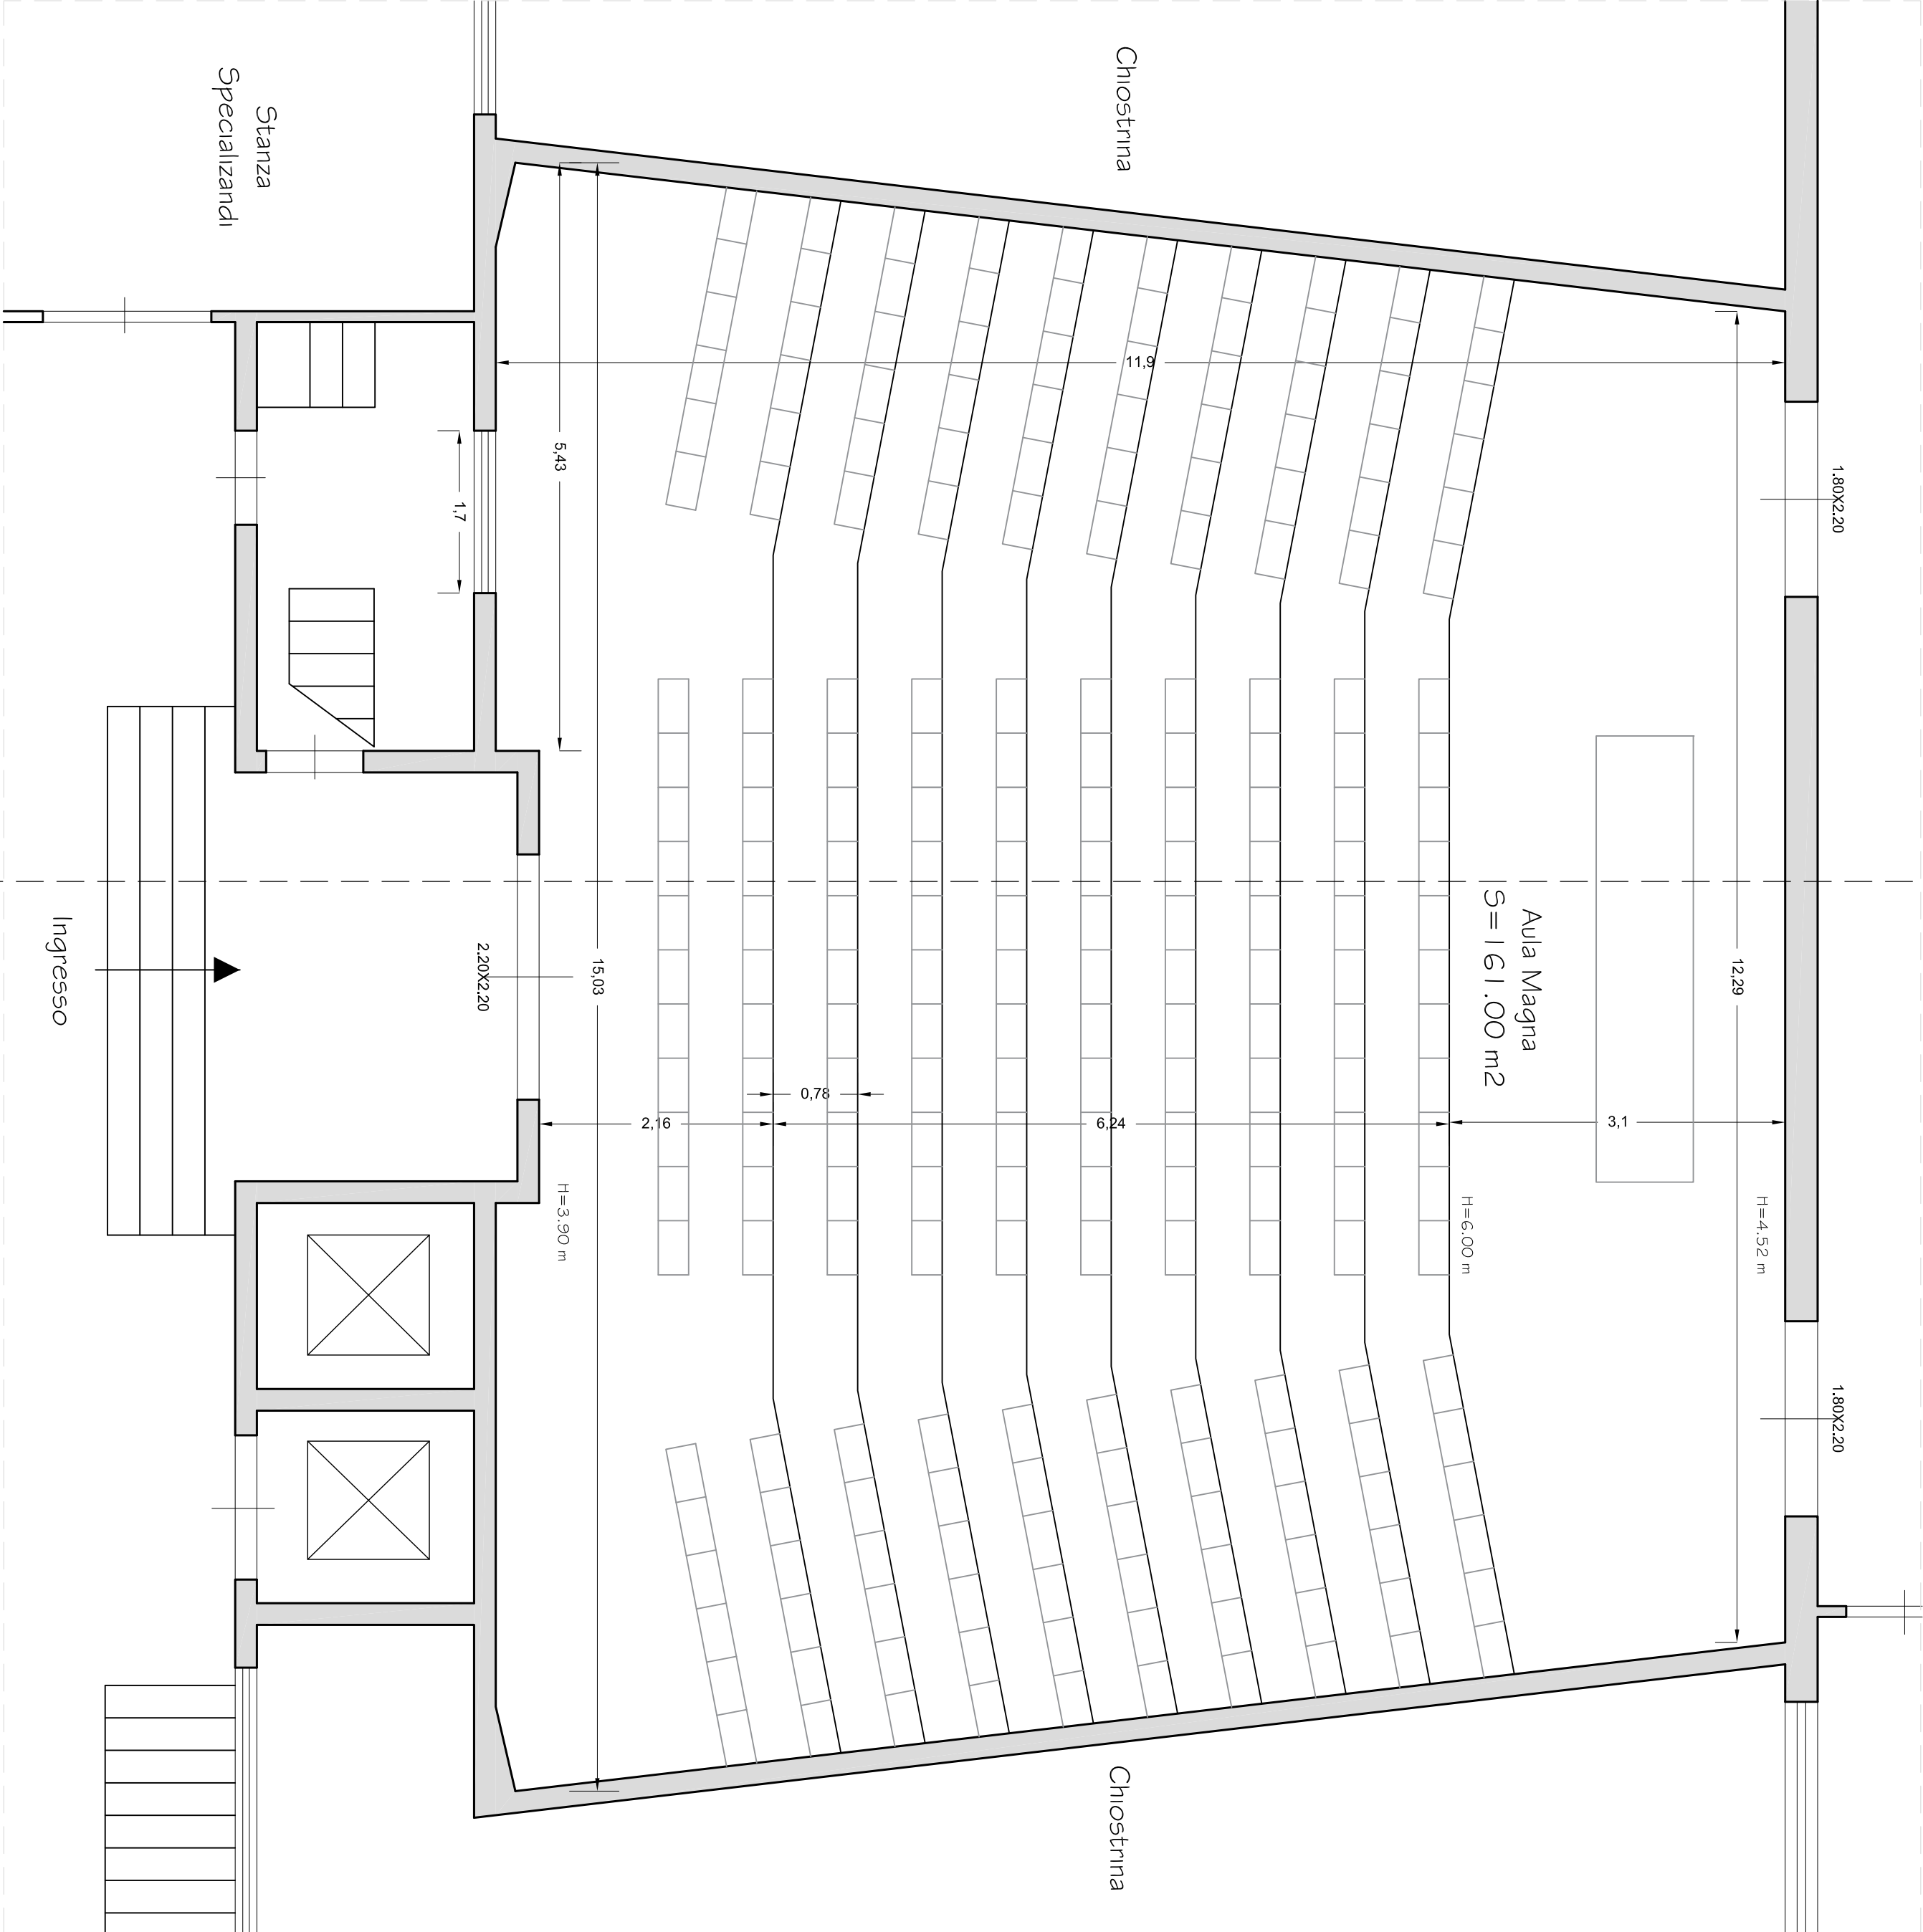 Chiostrina
Stanza
Specializandi
11,9
5,43
1,7
1.80X2.20
Aula Magna
S=161.00 m2
Ingresso
2.20X2.20
15,03
12,29
0,78
2,16
6,24
3,1
H=3.90 m
H=6.00 m
H=4.52 m
1.80X2.20
Chiostrina